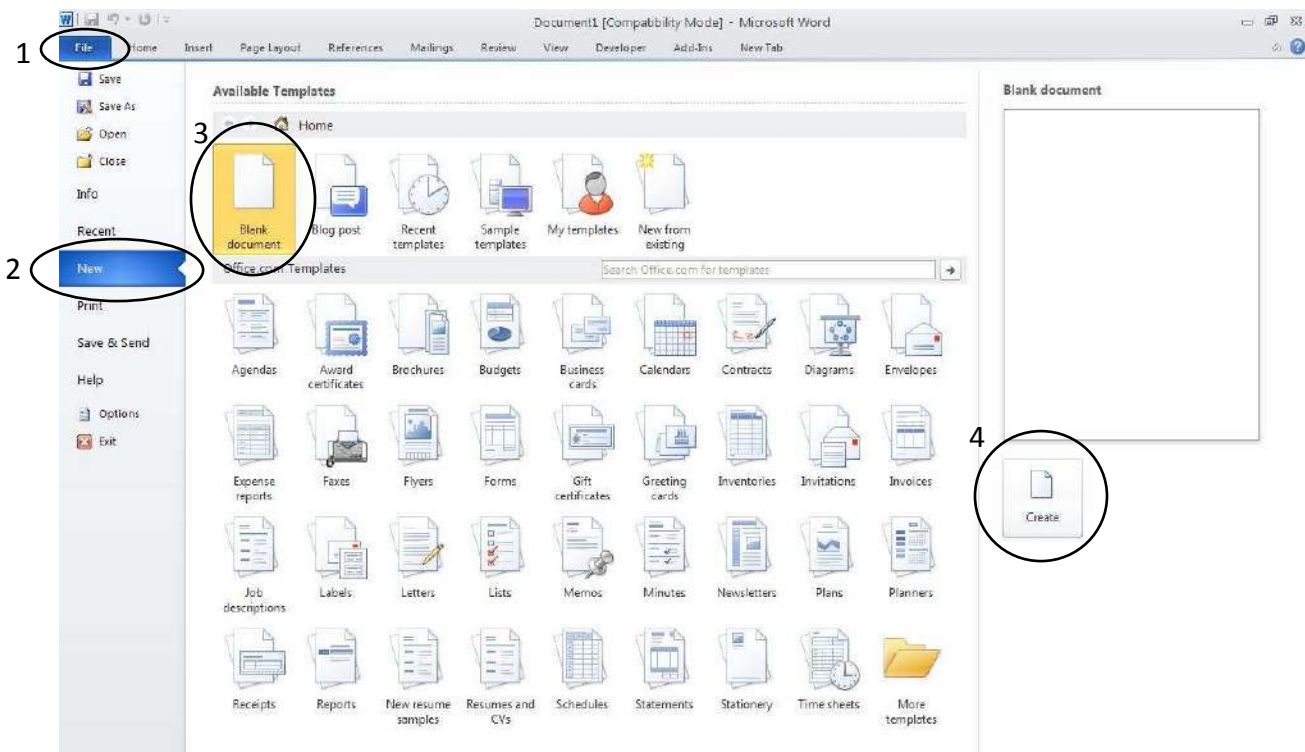 Document1 [Compatibility Mode] - Microsoft Word
1
File Home Insert Page Layout References Mailings Review View Developer Add-Ins New Tab
Save
Save As
Open
Close
Info
Recent
2
New
Print
Save & Send
Help
Options
Exit
Available Templates
3
Home
Blank document
Blog post
Recent templates
Sample templates
My templates
New from existing
Office.com Templates
Search Office.com for templates
Agendas
Award certificates
Brochures
Budgets
Business cards
Calendars
Contracts
Diagrams
Envelopes
Expense reports
Faxes
Flyers
Forms
Gift certificates
Greeting cards
Inventories
Invitations
Invoices
Job descriptions
Labels
Letters
Lists
Memos
Minutes
Newsletters
Plans
Planners
Receipts
Reports
New resume samples
Resumes and CVs
Schedules
Statements
Stationery
Time sheets
More templates
Blank document
4
Create